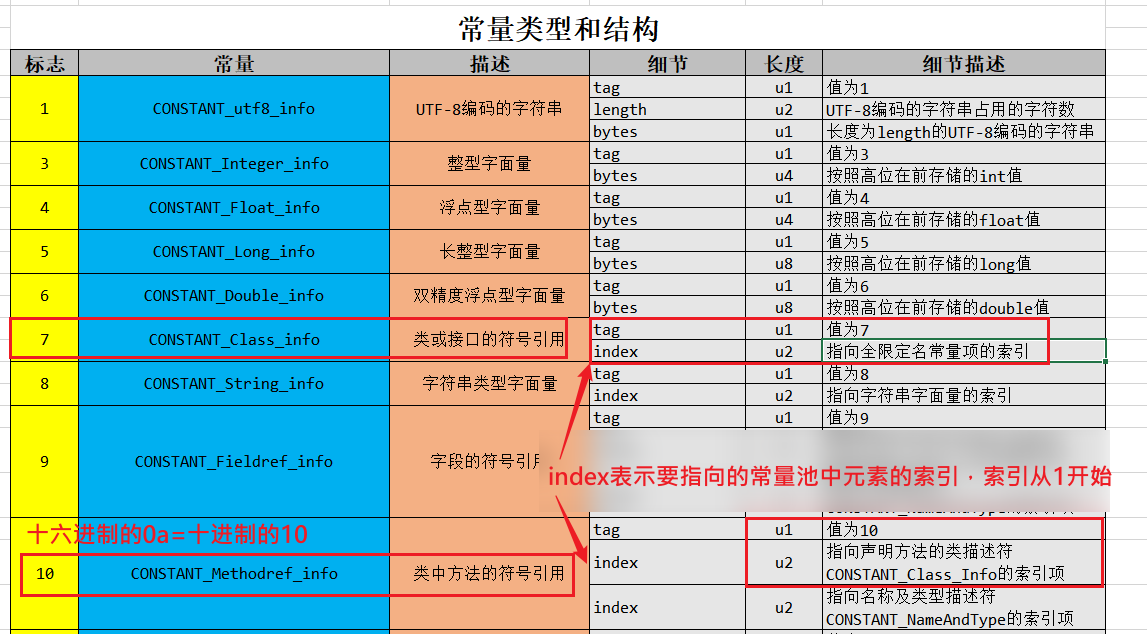 常量类型和结构
标志 常量 描述 细节 长度 细节描述
1 CONSTANT_utf8_info UTF-8编码的字符串
tag u1 值为1
length u2 UTF-8编码的字符串占用的字符数
bytes u1 长度为length的UTF-8编码的字符串
3 CONSTANT_Integer_info 整型字面量
tag u1 值为3
bytes u4 按照高位在前存储的int值
4 CONSTANT_Float_info 浮点型字面量
tag u1 值为4
bytes u4 按照高位在前存储的float值
5 CONSTANT_Long_info 长整型字面量
tag u1 值为5
bytes u8 按照高位在前存储的long值
6 CONSTANT_Double_info 双精度浮点型字面量
tag u1 值为6
bytes u8 按照高位在前存储的double值
7 CONSTANT_Class_info 类或接口的符号引用
tag u1 值为7
index u2 指向全限定名常量项的索引
8 CONSTANT_String_info 字符串类型字面量
tag u1 值为8
index u2 指向字符串字面量的索引
9 CONSTANT_Fieldref_info 字段的符号引用
tag u1 值为9
index表示要指向的常量池中元素的索引，索引从1开始
十六进制的0a=十进制的10
10 CONSTANT_Methodref_info 类中方法的符号引用
tag u1 值为10
index u2 指向声明方法的类描述符
CONSTANT_Class_Info的索引项
index u2 指向名称及类型描述符
CONSTANT_NameAndType的索引项